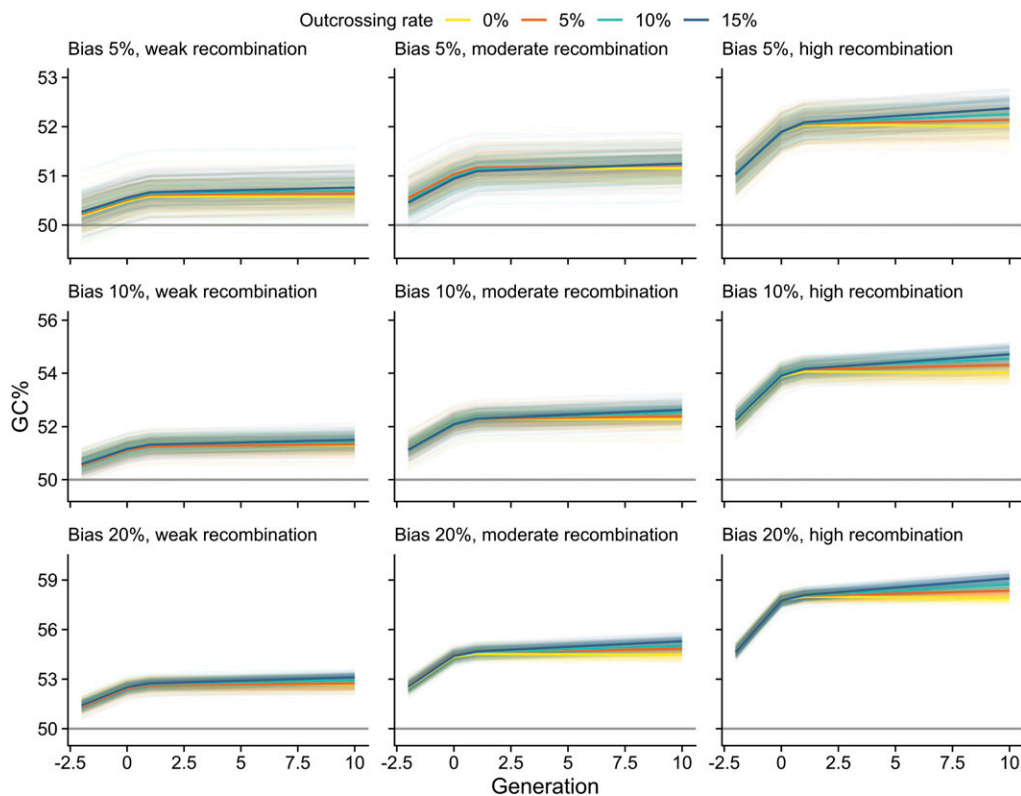 Outcrossing rate 0% 5% 10% 15%
Bias 5%, weak recombination Bias 5%, moderate recombination Bias 5%, high recombination
53
52
51
50
Bias 10%, weak recombination Bias 10%, moderate recombination Bias 10%, high recombination
56
54
52
50
GC%
Bias 20%, weak recombination Bias 20%, moderate recombination Bias 20%, high recombination
59
56
53
50
-2.5 0 2.5 5 7.5 10 -2.5 0 2.5 5 7.5 10 -2.5 0 2.5 5 7.5 10
Generation